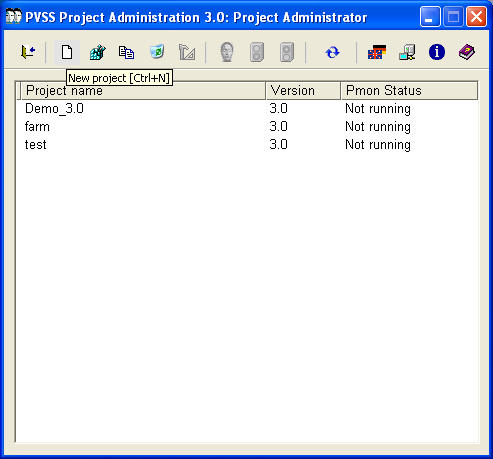 PVSS Project Administration 3.0: Project Administrator
New project [Ctrl+N]
Project name Version Pmon Status
Demo_3.0 3.0 Not running
farm 3.0 Not running
test 3.0 Not running